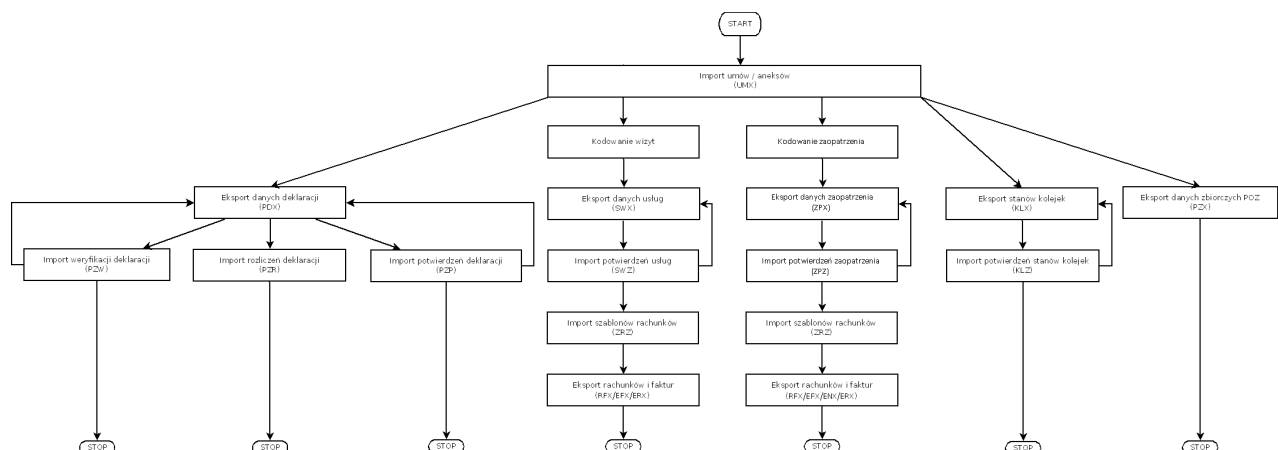 START
Import umów / aneksów
(UMX)
Kodowanie wizyt
Kodowanie zaopatrzenia
Eksport danych deklaracji
(PDX)
Eksport danych usług
(SWX)
Eksport danych zaopatrzenia
(ZPX)
Eksport stanów kolejek
(KLX)
Eksport danych zbiorczych POZ
(PZX)
Import weryfikacji deklaracji
(PZW)
Import rozliczeń deklaracji
(PZR)
Import potwierdzeń deklaracji
(PZP)
Import potwierdzeń usług
(SWZ)
Import potwierdzeń zaopatrzenia
(ZPZ)
Import potwierdzeń stanów kolejek
(KLZ)
Import szablonów rachunków
(ZRZ)
Import szablonów rachunków
(ZRZ)
Eksport rachunków i faktur
(RFX/EFX/ERX)
Eksport rachunków i faktur
(RFX/EFX/ENX/ERX)
STOP
STOP
STOP
STOP
STOP
STOP
STOP